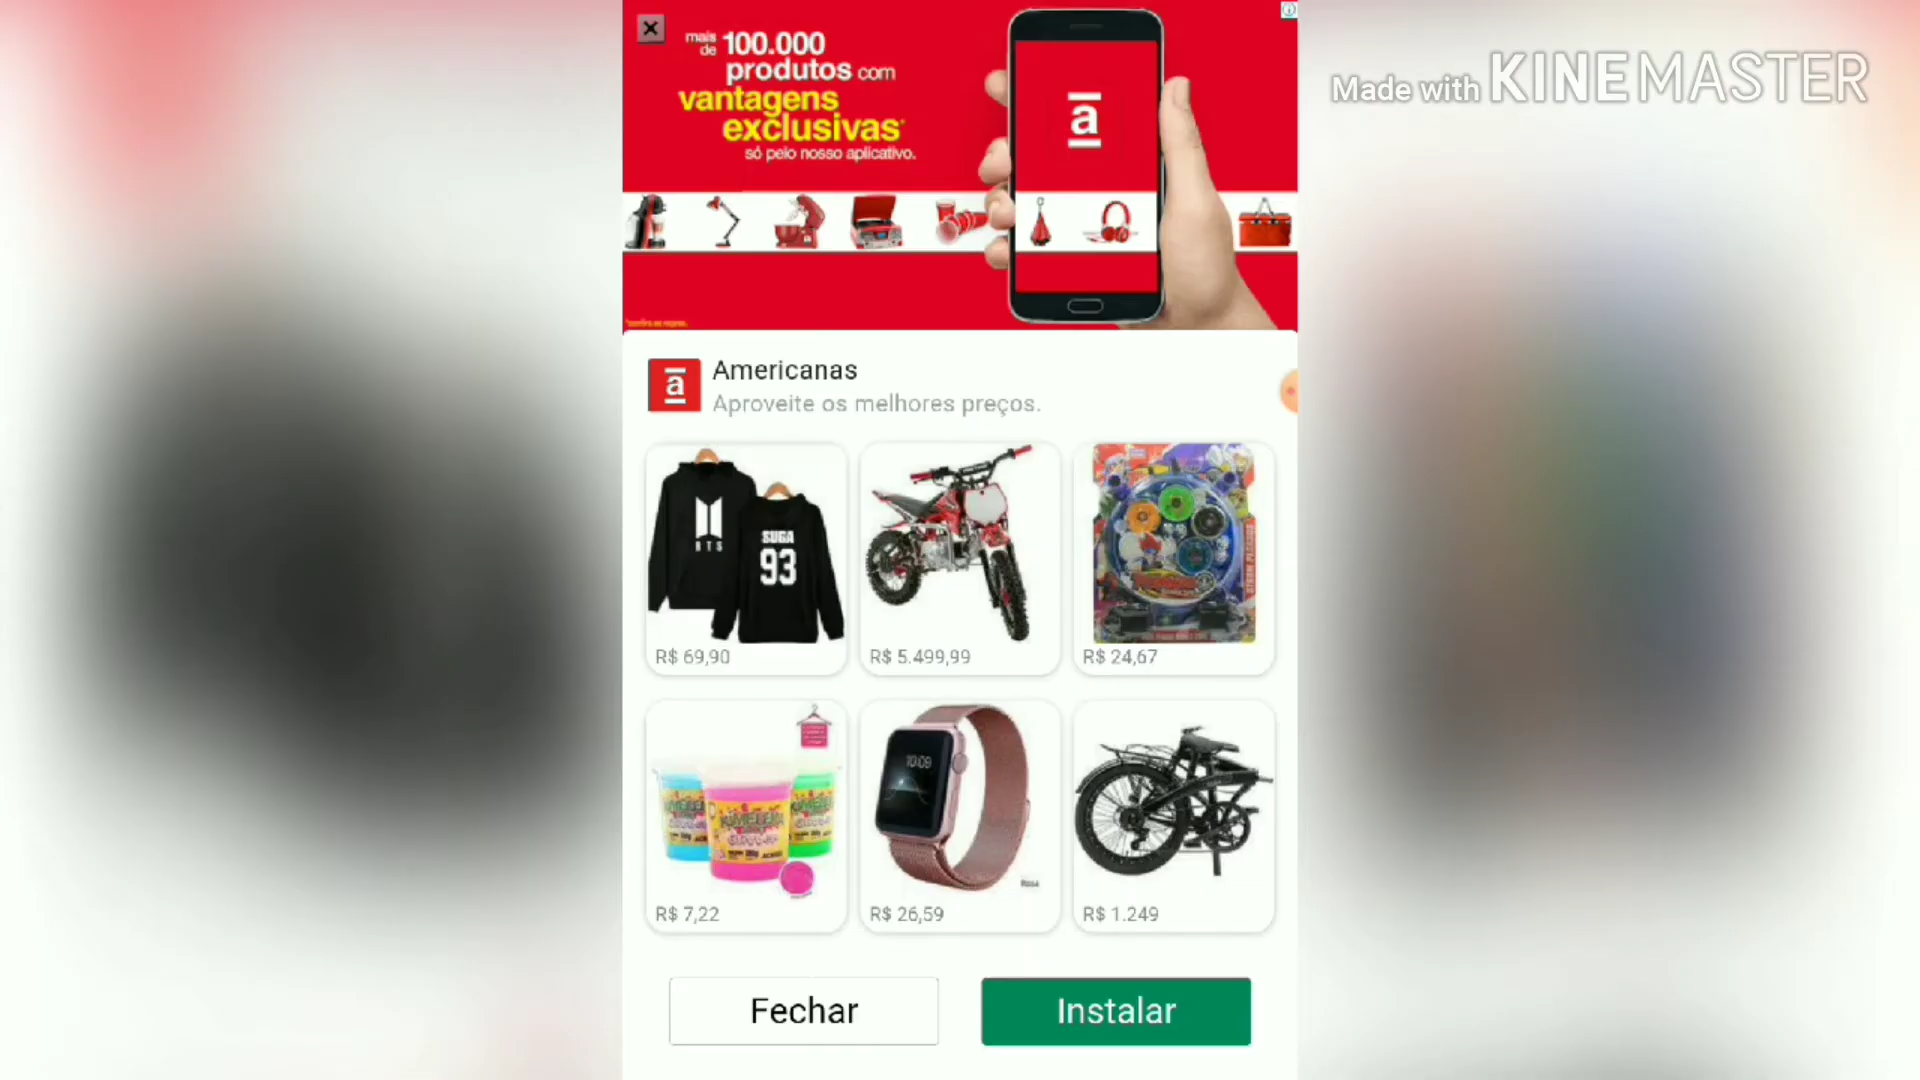 mais
de 100.000
produtos com
vantagens
exclusivas*
só pelo nosso aplicativo.
a
Made with KINEMASTER
Americanas
a
Aproveite os melhores preços.
BTS
SUGA
93
R$ 69,90
R$ 5.499,99
R$ 24,67
10:09
R$ 7,22
R$ 26,59
R$ 1.249
Fechar
Instalar